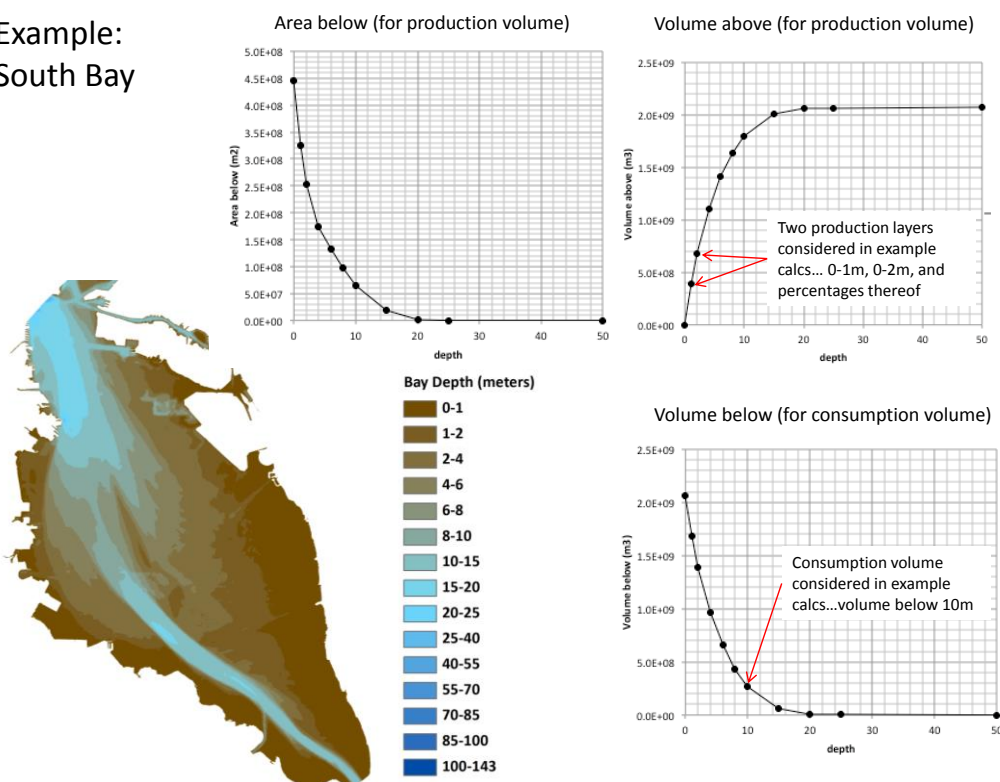 Example:
South Bay
Area below (for production volume)
5.0E+08
4.5E+08
4.0E+08
3.5E+08
3.0E+08
2.5E+08
2.0E+08
1.5E+08
1.0E+08
5.0E+07
0.0E+00
Area below (m2)
0 10 20 30 40 50
depth
Volume above (for production volume)
2.5E+09
2.0E+09
1.5E+09
1.0E+09
5.0E+08
0.0E+00
Volume above (m3)
Two production layers
considered in example
calcs... 0-1m, 0-2m, and
percentages thereof
0 10 20 30 40 50
depth
Bay Depth (meters)
0-1
1-2
2-4
4-6
6-8
8-10
10-15
15-20
20-25
25-40
40-55
55-70
70-85
85-100
100-143
Volume below (for consumption volume)
2.5E+09
2.0E+09
1.5E+09
1.0E+09
5.0E+08
0.0E+00
Volume below (m3)
Consumption volume
considered in example
calcs...volume below 10m
0 10 20 30 40 50
depth